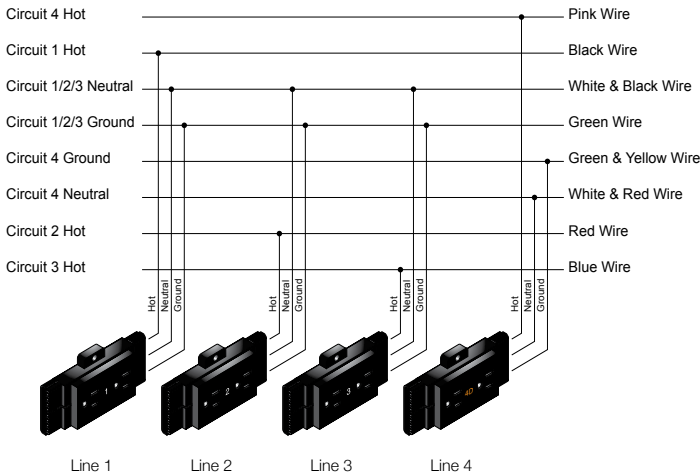 Circuit 4 Hot Pink Wire
Circuit 1 Hot Black Wire
Circuit 1/2/3 Neutral White & Black Wire
Circuit 1/2/3 Ground Green Wire
Circuit 4 Ground Green & Yellow Wire
Circuit 4 Neutral White & Red Wire
Circuit 2 Hot Red Wire
Circuit 3 Hot Blue Wire
Hot Neutral Ground Hot Neutral Ground Hot Neutral Ground Hot Neutral Ground
1 2 3 4D
Line 1 Line 2 Line 3 Line 4